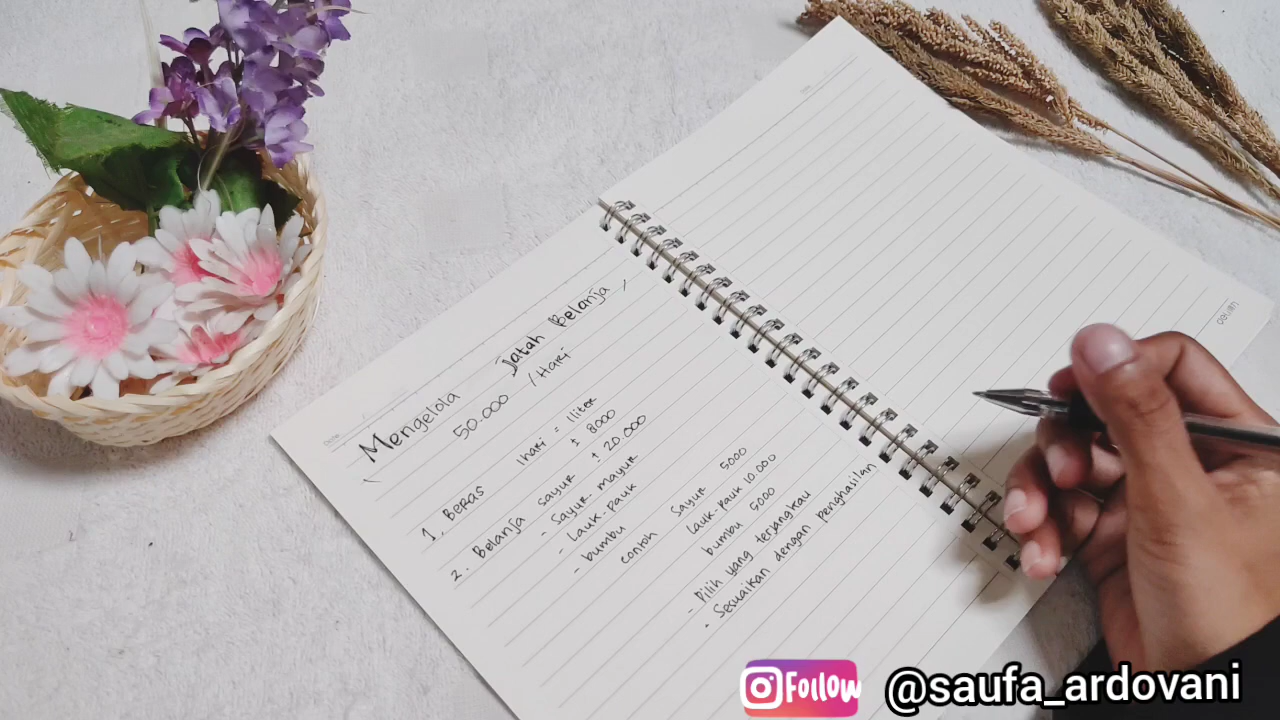 Mengelola Jatah Belanja
50.000 / Hari
1. Beras 1 hari = 1 liter
± 8000
2. Belanja sayur ± 20.000
- Sayur-mayur
- Lauk-pauk
- bumbu
contoh Sayur 5000
lauk-pauk 10.000
bumbu 5000
- Pilih yang terjangkau
- Sesuaikan dengan penghasilan
Follow @saufa_ardovani